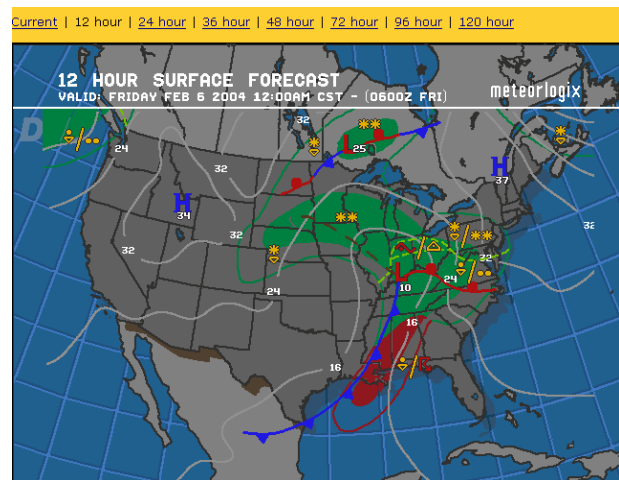 Current | 12 hour | 24 hour | 36 hour | 48 hour | 72 hour | 96 hour | 120 hour
12 HOUR SURFACE FORECAST
VALID: FRIDAY FEB 6 2004 12:00AM CST - (0600Z FRI)
meteorlogix
32
L 25
D
24
32
H
37
H
34
32
32
32
32
24
L
10
24
16
16